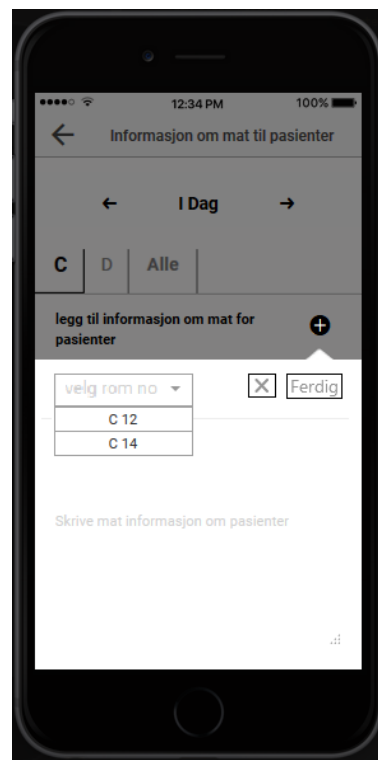 12:34 PM
100%
Informasjon om mat til pasienter
I Dag
C D Alle
legg til informasjon om mat for
pasienter
velg rom no
Ferdig
C 12
C 14
Skrive mat informasjon om pasienter